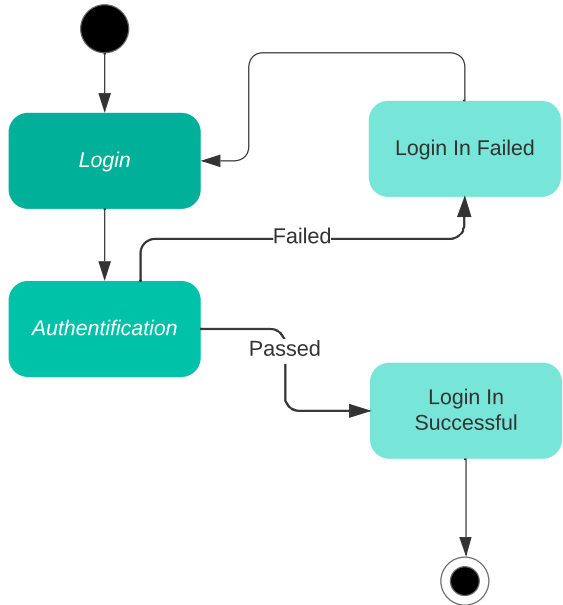 Login
Login In Failed
Failed
Authentification
Passed
Login In
Successful